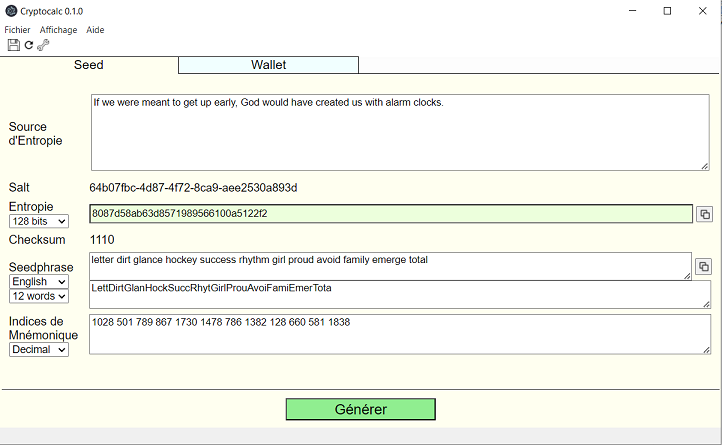 Cryptocalc 0.1.0
Fichier Affichage Aide
Seed Wallet
Source d'Entropie
If we were meant to get up early, God would have created us with alarm clocks.
Salt 64b07fbc-4d87-4f72-8ca9-aee2530a893d
Entropie
128 bits
8087d58ab63d8571989566100a5122f2
Checksum 1110
Seedphrase
English
12 words
letter dirt glance hockey success rhythm girl proud avoid family emerge total
LettDirtGlanHockSuccRhytGirlProuAvoiFamiEmerTota
Indices de
Mnémonique
Decimal
1028 501 789 867 1730 1478 786 1382 128 660 581 1838
Générer